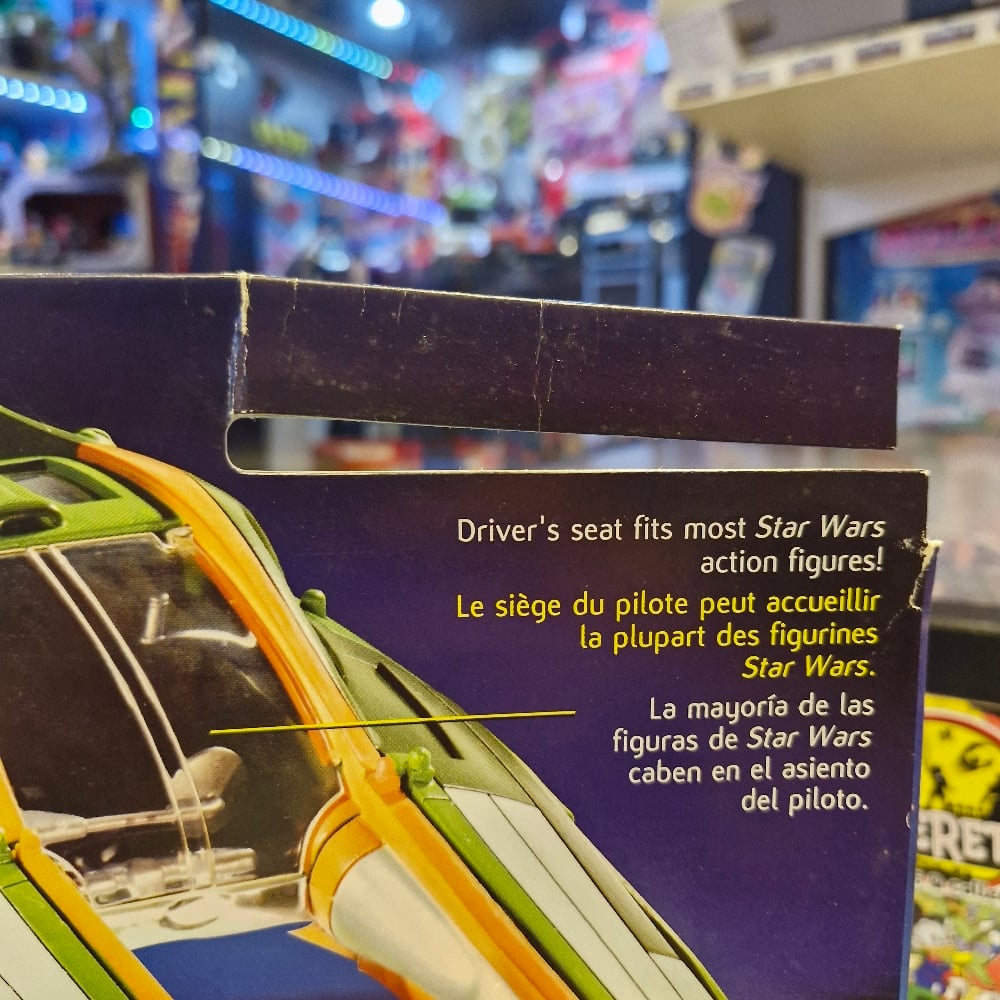 Driver's seat fits most Star Wars
action figures!
Le siège du pilote peut accueillir
la plupart des figurines
Star Wars.
La mayoría de las
figuras de Star Wars
caben en el asiento
del piloto.